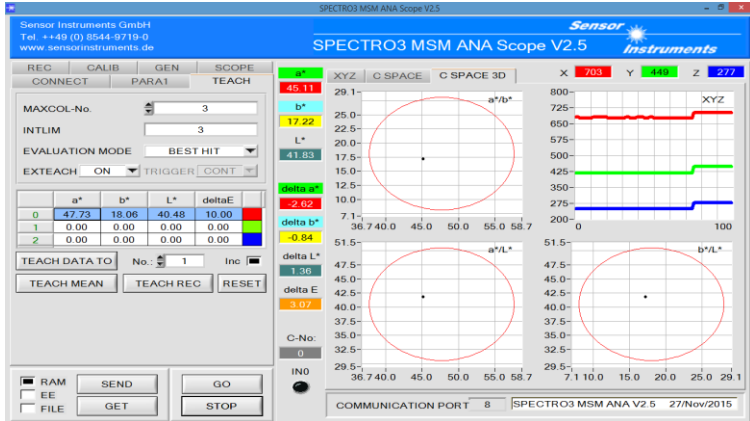 SPECTRO3 MSM ANA Scope V2.5
Sensor Instruments GmbH
Tel. ++49 (0) 8544-9719-0
www.sensorinstruments.de
SPECTRO3 MSM ANA Scope V2.5
Sensor Instruments
REC CALIB GEN SCOPE
CONNECT PARA1 TEACH
MAXCOL-No. 3
INTLIM 3
EVALUATION MODE BEST HIT
EXTEACH ON TRIGGER CONT
a* b* L* deltaE
0 47.73 18.06 40.48 10.00
1 0.00 0.00 0.00 0.00
2 0.00 0.00 0.00 0.00
TEACH DATA TO No.: 1 Inc
TEACH MEAN TEACH REC RESET
RAM
EE
FILE
SEND GO
GET STOP
a*
45.11
b*
17.22
L*
41.83
delta a*
-2.62
delta b*
-0.84
delta L*
1.36
delta E
3.07
C-No:
0
IN0
XYZ C SPACE C SPACE 3D
X 703 Y 449 Z 277
a*/b*
29.1
25.0
22.5
20.0
17.5
15.0
12.5
10.0
7.1
36.7 40.0 45.0 50.0 55.0 58.7
XYZ
800
725
650
575
500
425
350
275
200
0 100
a*/L*
51.5
47.5
45.0
42.5
40.0
37.5
35.0
32.5
29.5
36.7 40.0 45.0 50.0 55.0 58.7
b*/L*
51.5
47.5
45.0
42.5
40.0
37.5
35.0
32.5
29.5
7.1 10.0 15.0 20.0 25.0 29.1
COMMUNICATION PORT 8 SPECTRO3 MSM ANA V2.5 27/Nov/2015